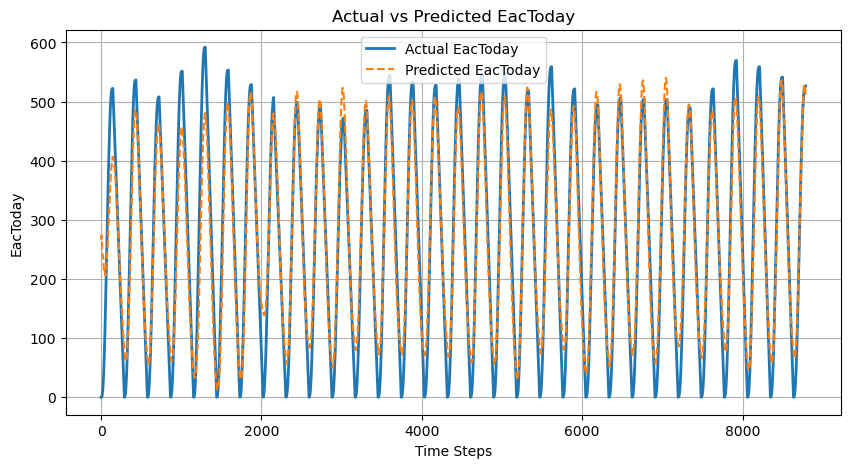 Actual vs Predicted EacToday
Actual EacToday
Predicted EacToday
600
500
400
300
200
100
0
EacToday
0 2000 4000 6000 8000
Time Steps